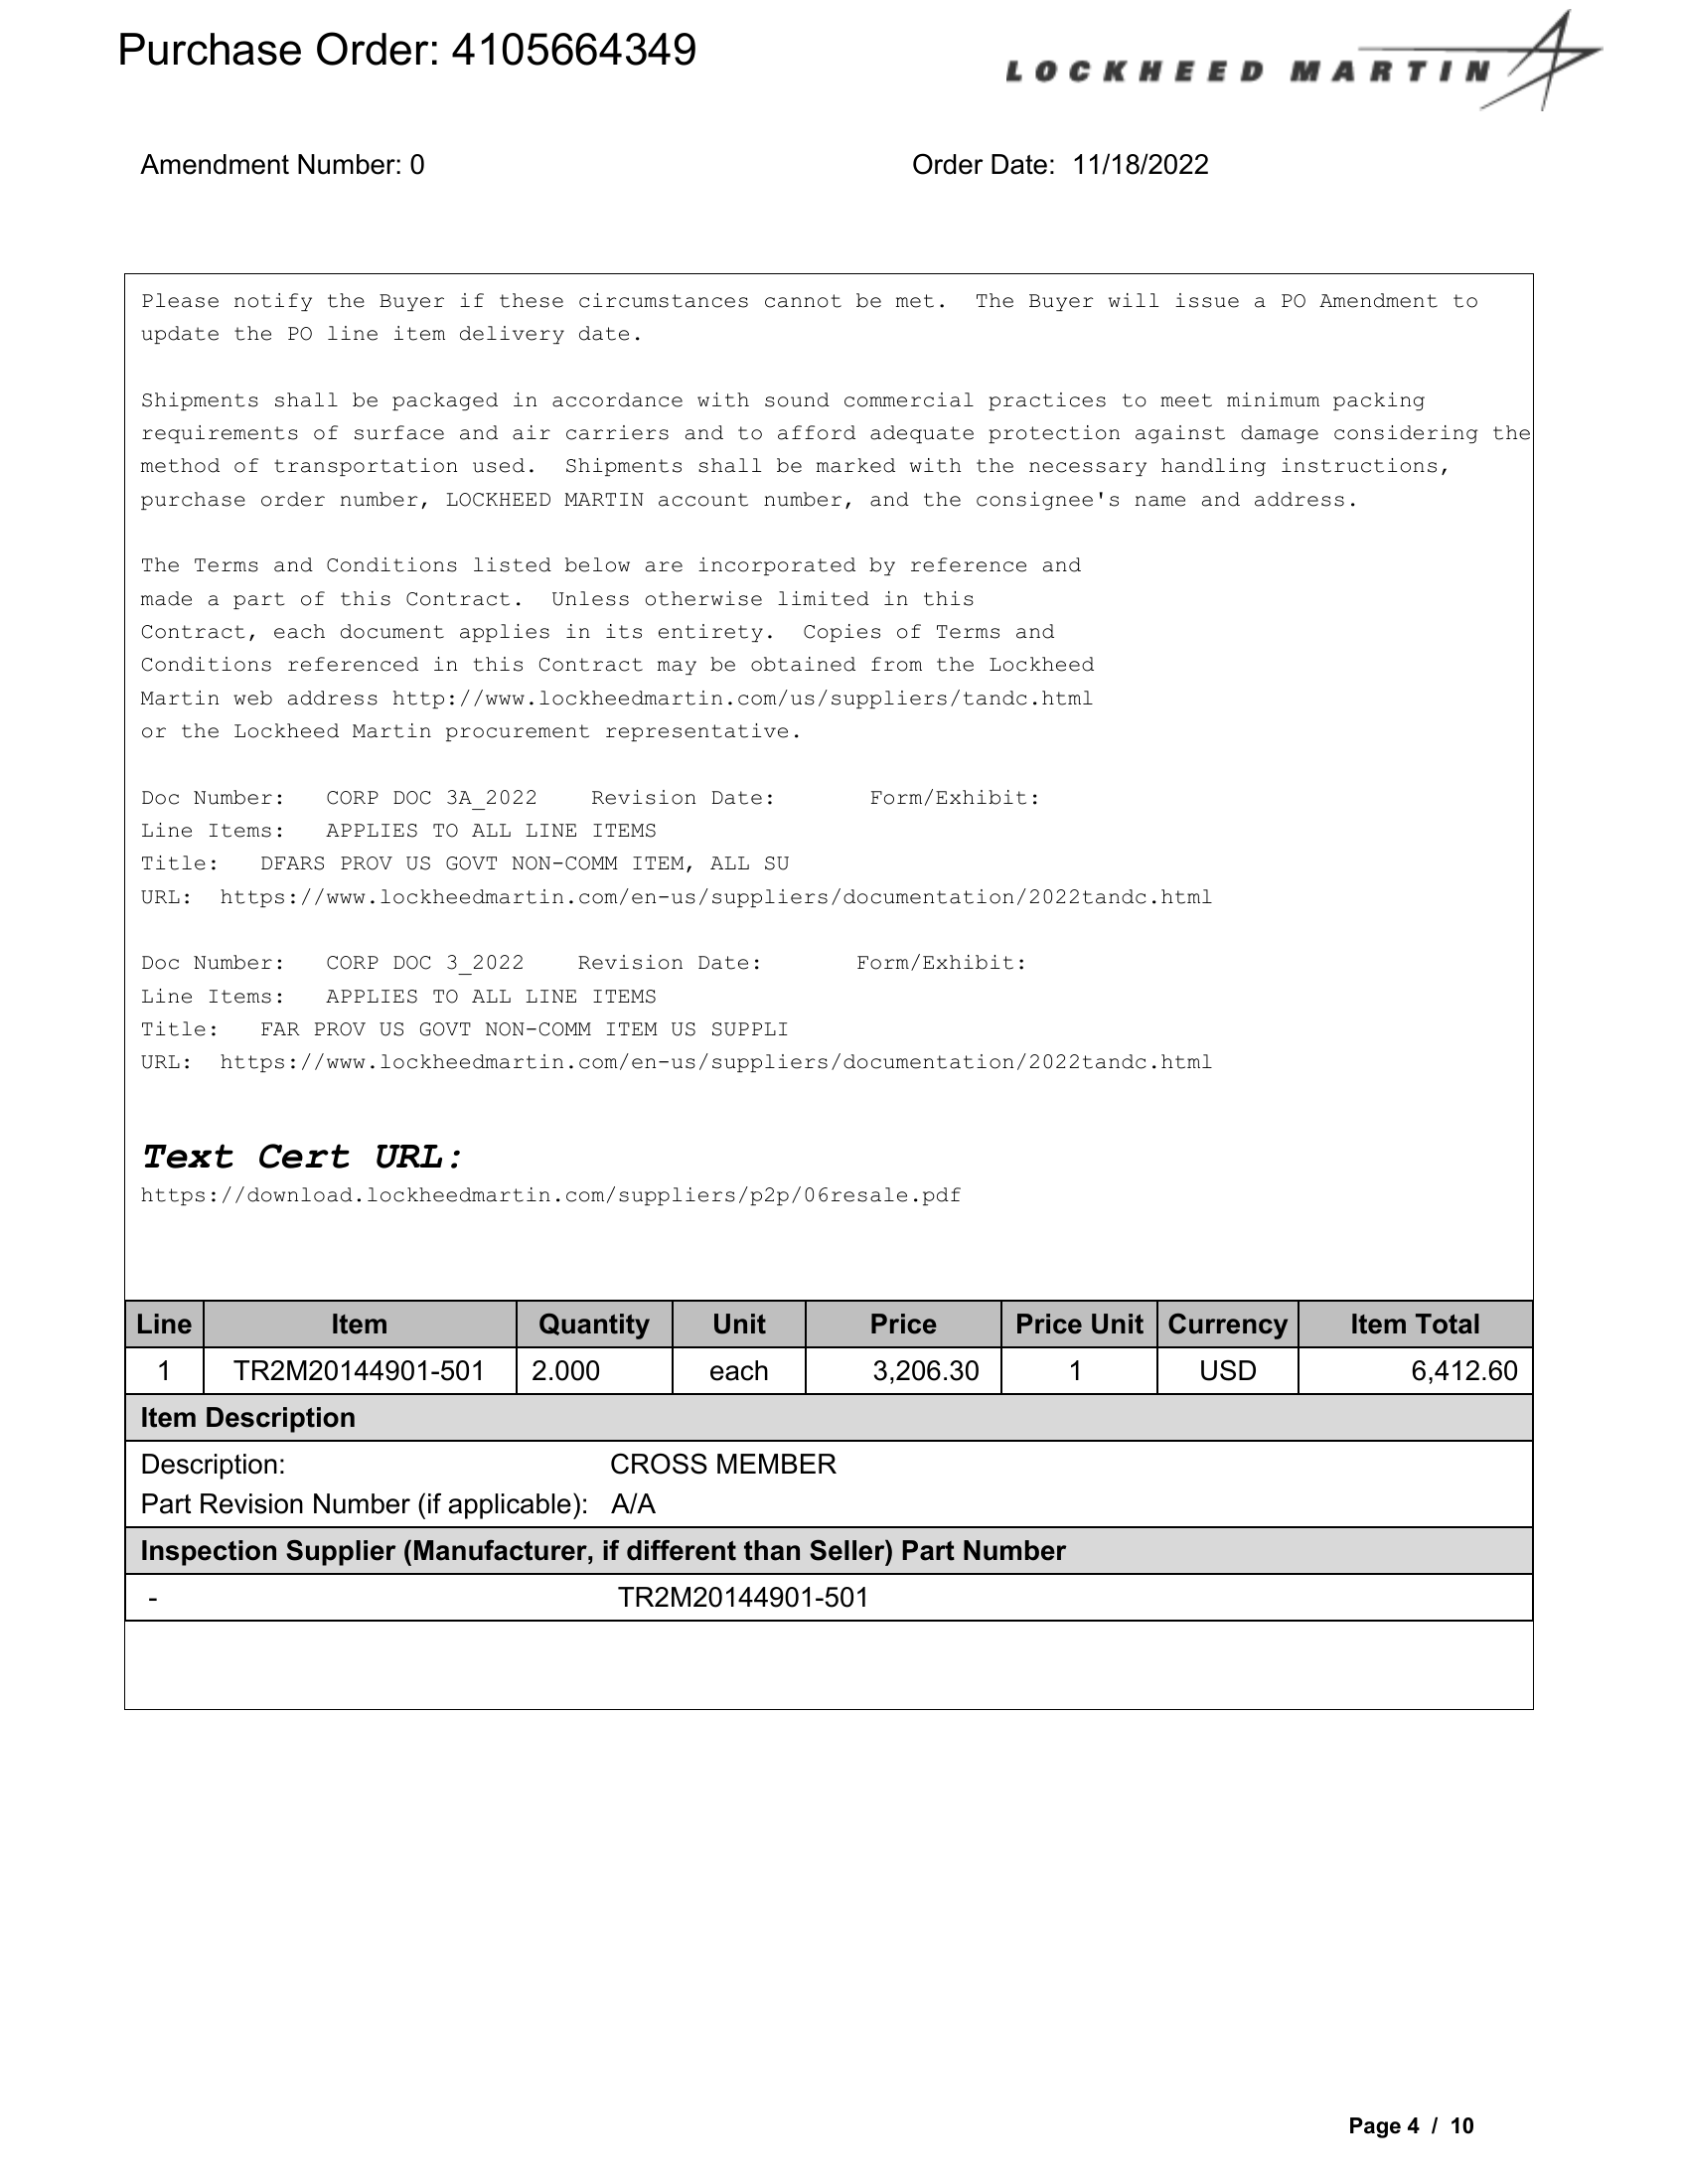 Purchase Order: 4105664349
LOCKHEED MARTIN
Amendment Number: 0 Order Date: 11/18/2022
Please notify the Buyer if these circumstances cannot be met. The Buyer will issue a PO Amendment to
update the PO line item delivery date.
Shipments shall be packaged in accordance with sound commercial practices to meet minimum packing
requirements of surface and air carriers and to afford adequate protection against damage considering the
method of transportation used. Shipments shall be marked with the necessary handling instructions,
purchase order number, LOCKHEED MARTIN account number, and the consignee's name and address.
The Terms and Conditions listed below are incorporated by reference and
made a part of this Contract. Unless otherwise limited in this
Contract, each document applies in its entirety. Copies of Terms and
Conditions referenced in this Contract may be obtained from the Lockheed
Martin web address http://www.lockheedmartin.com/us/suppliers/tandc.html
or the Lockheed Martin procurement representative.
Doc Number: CORP DOC 3A_2022 Revision Date: Form/Exhibit:
Line Items: APPLIES TO ALL LINE ITEMS
Title: DFARS PROV US GOVT NON-COMM ITEM, ALL SU
URL: https://www.lockheedmartin.com/en-us/suppliers/documentation/2022tandc.html
Doc Number: CORP DOC 3_2022 Revision Date: Form/Exhibit:
Line Items: APPLIES TO ALL LINE ITEMS
Title: FAR PROV US GOVT NON-COMM ITEM US SUPPLI
URL: https://www.lockheedmartin.com/en-us/suppliers/documentation/2022tandc.html
Text Cert URL:
https://download.lockheedmartin.com/suppliers/p2p/06resale.pdf
Line Item Quantity Unit Price Price Unit Currency Item Total
1 TR2M20144901-501 2.000 each 3,206.30 1 USD 6,412.60
Item Description
Description: CROSS MEMBER
Part Revision Number (if applicable): A/A
Inspection Supplier (Manufacturer, if different than Seller) Part Number
- TR2M20144901-501
Page 4 / 10